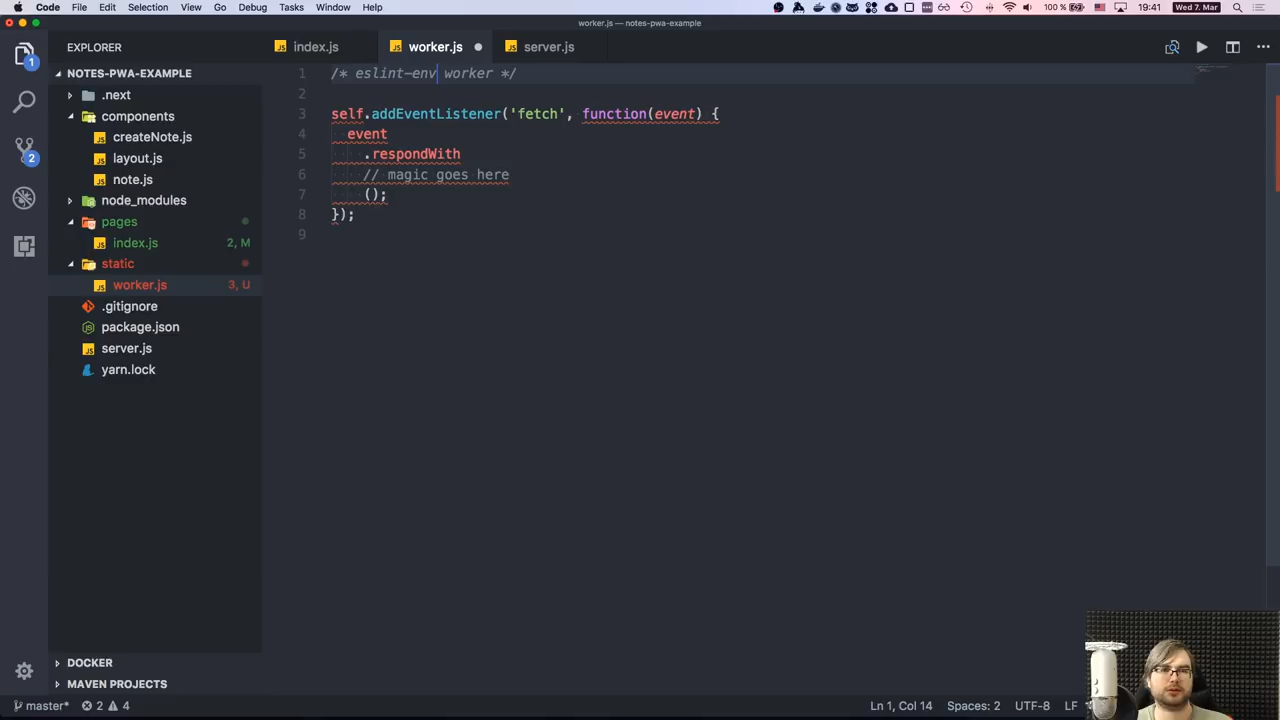 Code File Edit Selection View Go Debug Tasks Window Help 100 % 19:41 Wed 7. Mar
worker.js — notes-pwa-example
EXPLORER
index.js worker.js server.js
NOTES-PWA-EXAMPLE
.next
components
createNote.js
layout.js
note.js
node_modules
pages
index.js 2, M
static
worker.js 3, U
.gitignore
package.json
server.js
yarn.lock
DOCKER
MAVEN PROJECTS
1
2
1 /* eslint-env worker */
2
3 self.addEventListener('fetch', function(event) {
4 event
5 .respondWith
6 // magic goes here
7 ();
8 });
9
master* 2 4 Ln 1, Col 14 Spaces: 2 UTF-8 LF